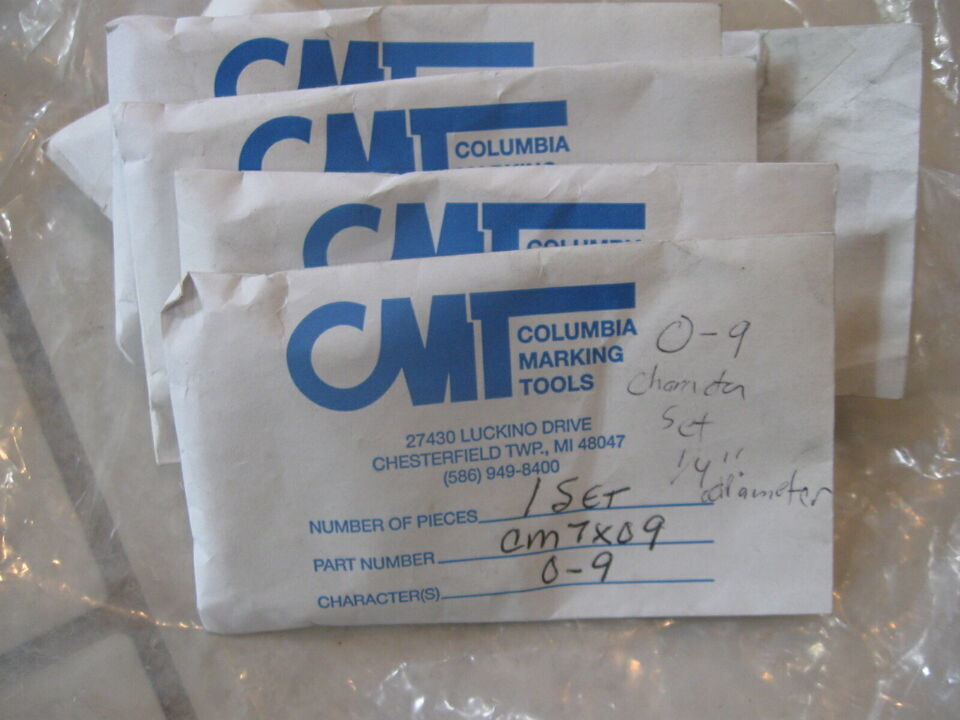 CMT
CMT
COLUMBIA
MARKING
CMT
COLUMBIA
CMT
COLUMBIA
MARKING
TOOLS
27430 LUCKINO DRIVE
CHESTERFIELD TWP., MI 48047
(586) 949-8400
NUMBER OF PIECES 1 SET
PART NUMBER CM7X09
CHARACTER(S) 0-9
0-9
Set
1/4"
diameter